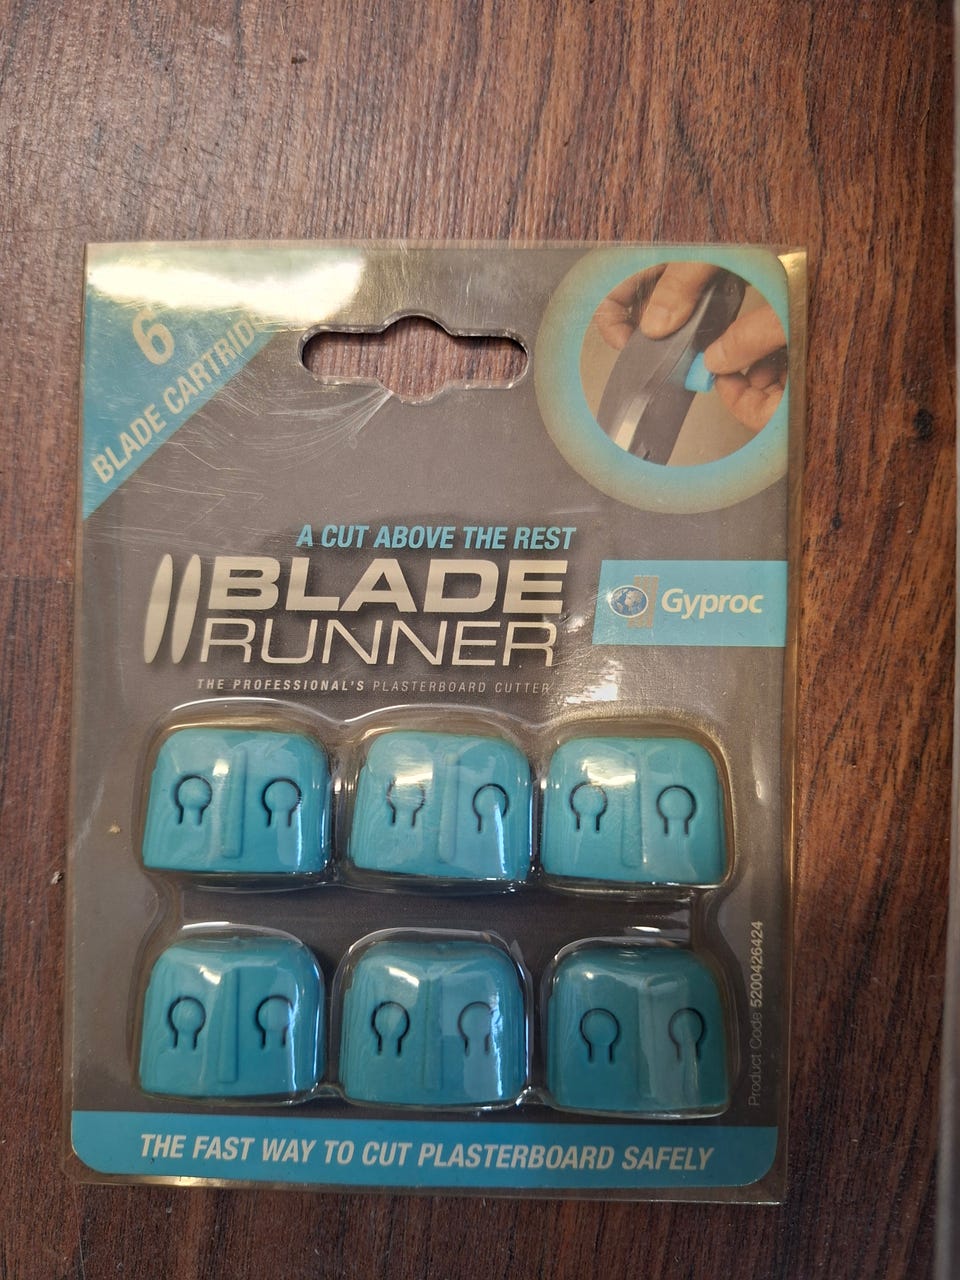 6
BLADE CARTRIDG
A CUT ABOVE THE REST
BLADE
RUNNER
Gyproc
THE PROFESSIONAL'S PLASTERBOARD CUTTER
Product Code 5200426424
THE FAST WAY TO CUT PLASTERBOARD SAFELY